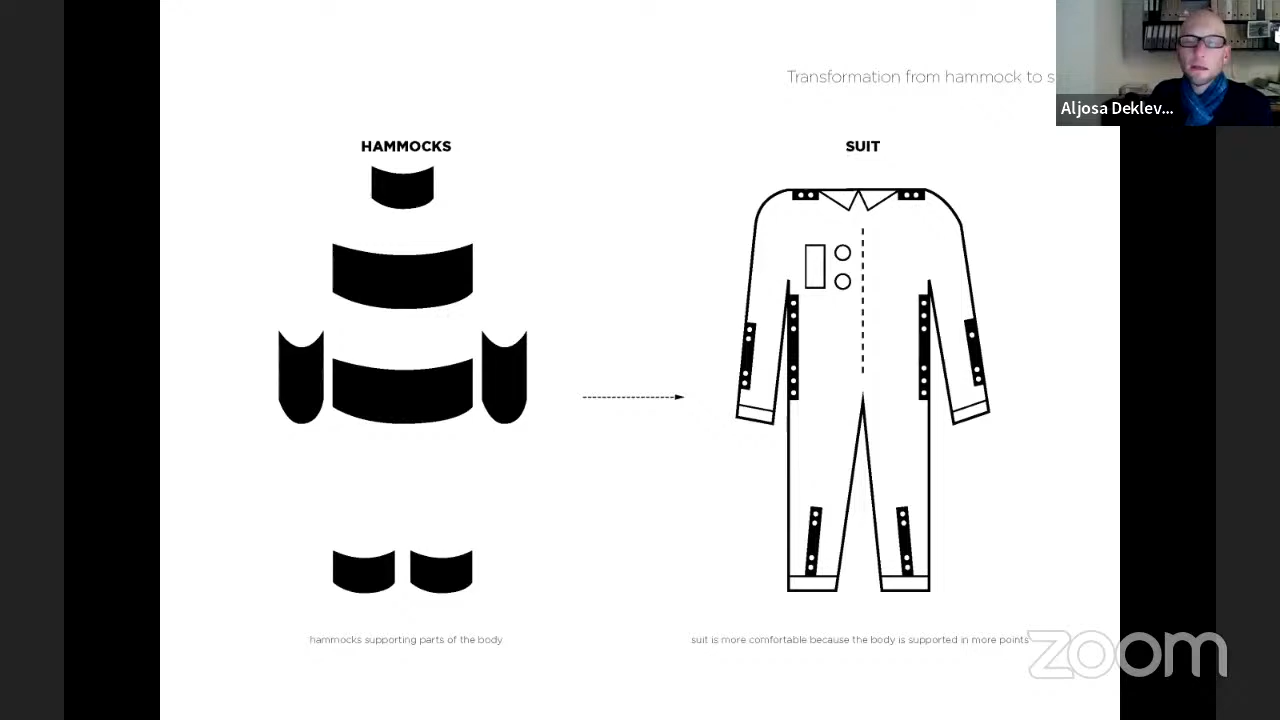 Transformation from hammock to s
Aljosa Deklev...
HAMMOCKS
SUIT
hammocks supporting parts of the body
suit is more comfortable because the body is supported in more points
zoom